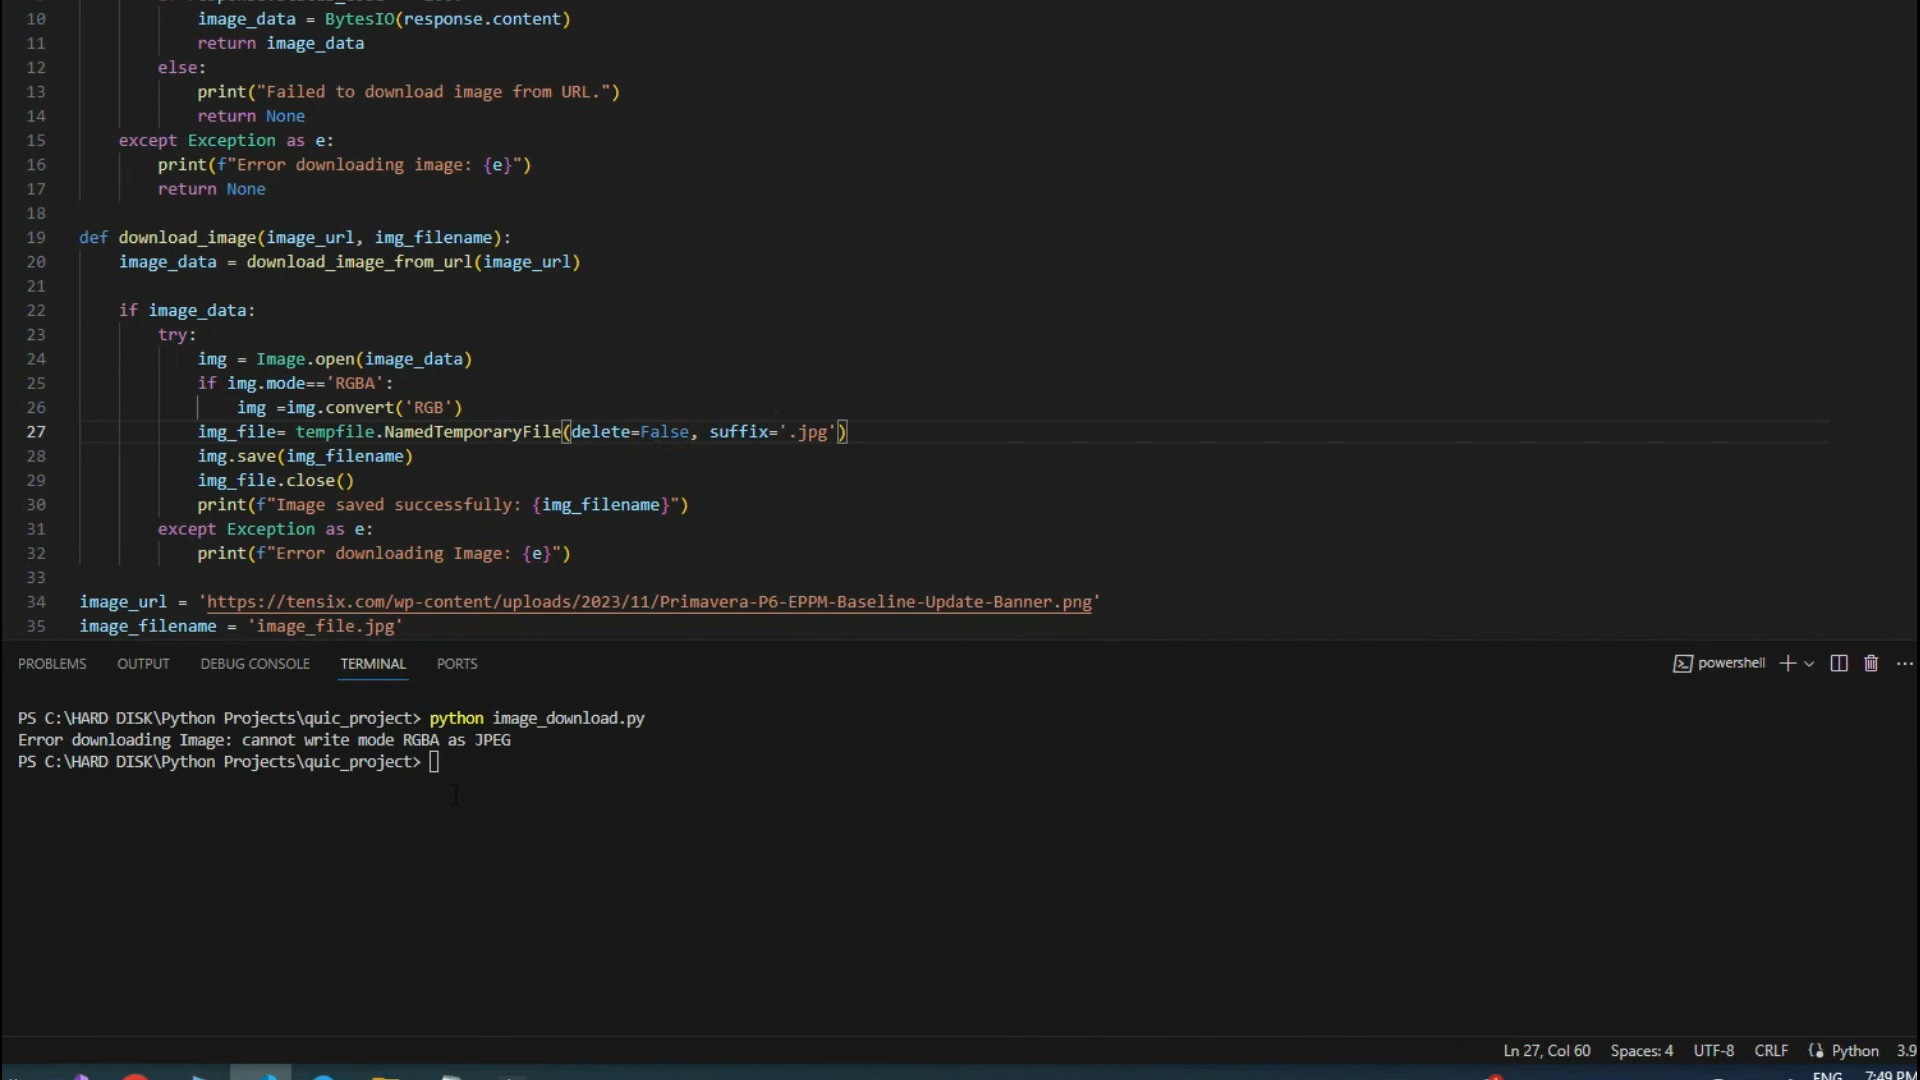 10 image_data = BytesIO(response.content)
11 return image_data
12 else:
13 print("Failed to download image from URL.")
14 return None
15 except Exception as e:
16 print(f"Error downloading image: {e}")
17 return None
18
19 def download_image(image_url, img_filename):
20 image_data = download_image_from_url(image_url)
21
22 if image_data:
23 try:
24 img = Image.open(image_data)
25 if img.mode=='RGBA':
26 img =img.convert('RGB')
27 img_file= tempfile.NamedTemporaryFile(delete=False, suffix='.jpg')
28 img.save(img_filename)
29 img_file.close()
30 print(f"Image saved successfully: {img_filename}")
31 except Exception as e:
32 print(f"Error downloading Image: {e}")
33
34 image_url = 'https://tensix.com/wp-content/uploads/2023/11/Primavera-P6-EPPM-Baseline-Update-Banner.png'
35 image_filename = 'image_file.jpg'
PROBLEMS OUTPUT DEBUG CONSOLE TERMINAL PORTS powershell
PS C:\HARD DISK\Python Projects\quic_project> python image_download.py
Error downloading Image: cannot write mode RGBA as JPEG
PS C:\HARD DISK\Python Projects\quic_project>
Ln 27, Col 60 Spaces: 4 UTF-8 CRLF Python 3.9
ENG 7:49 PM